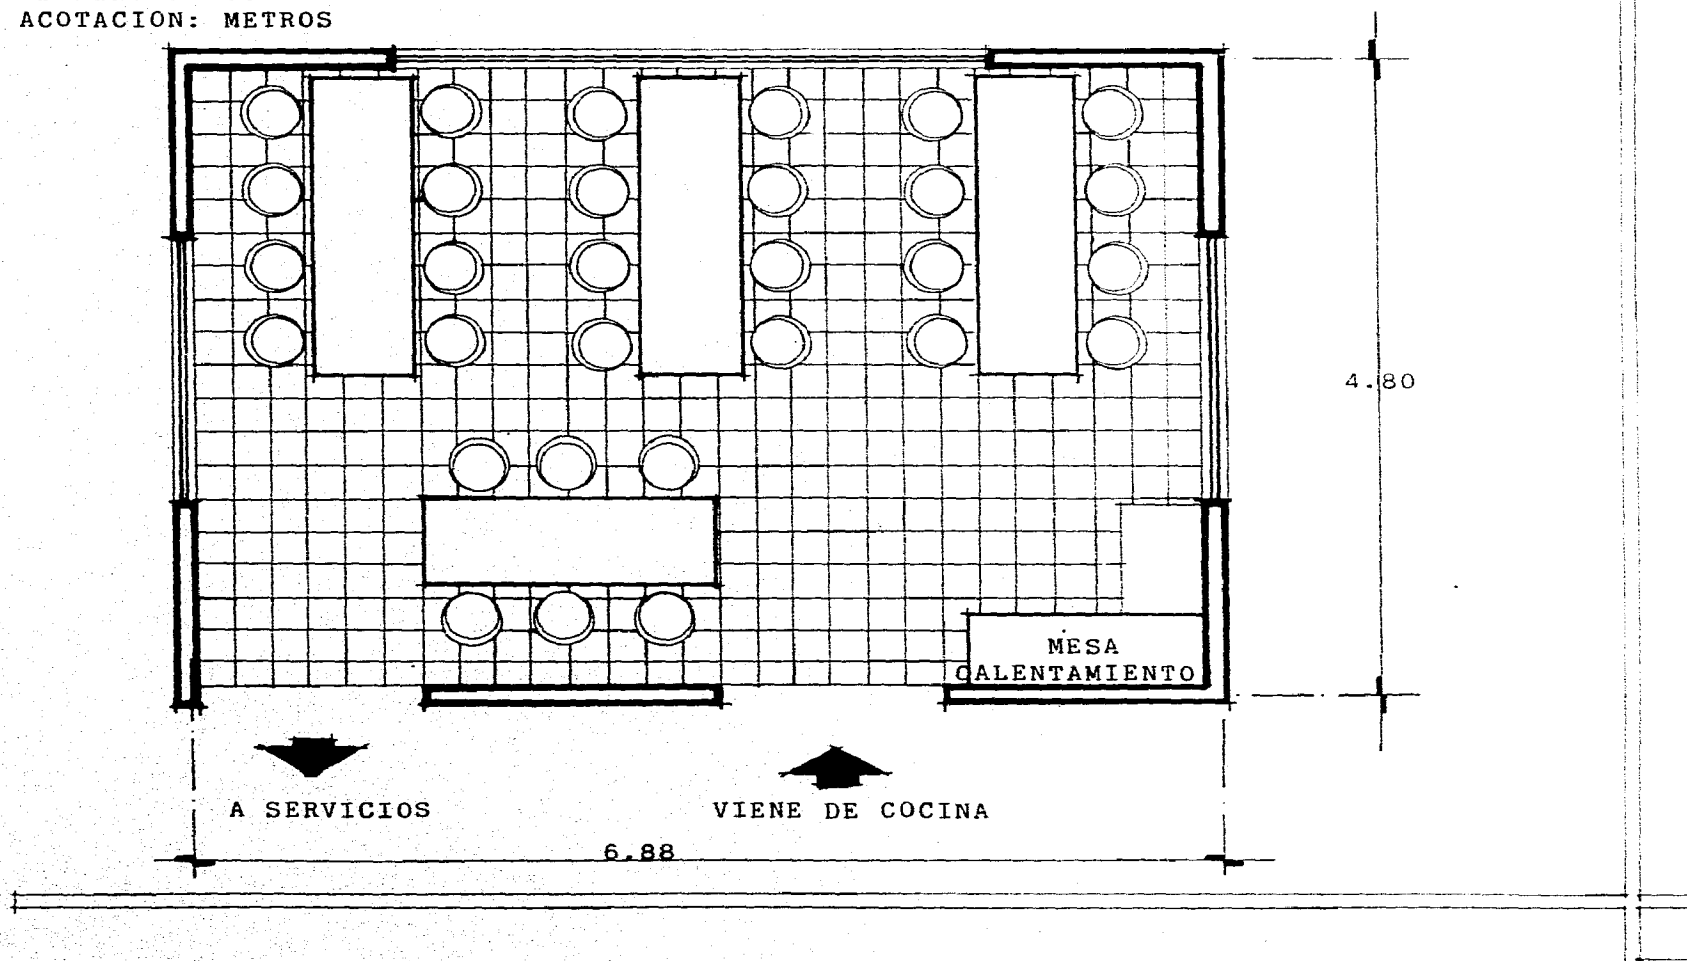 ACOTACION: METROS
4.80
MESA
CALENTAMIENTO
A SERVICIOS
VIENE DE COCINA
6.88